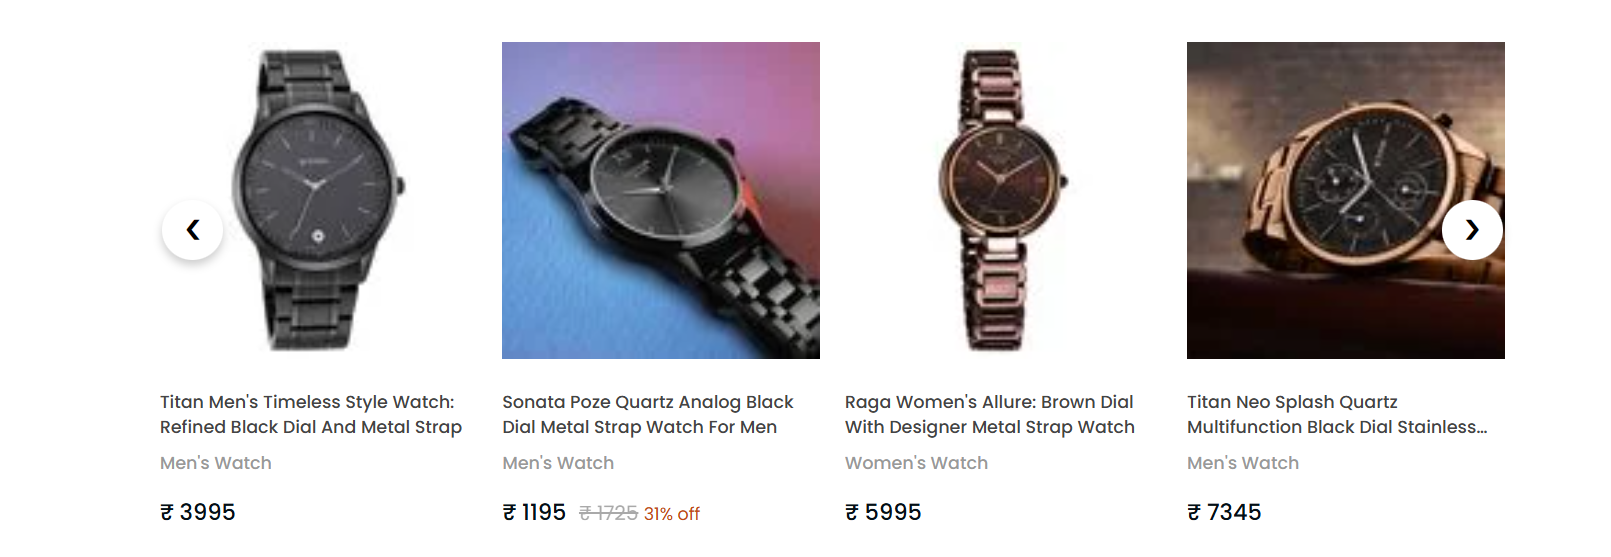 Titan Men's Timeless Style Watch:
Refined Black Dial And Metal Strap
Men's Watch
₹ 3995
Sonata Poze Quartz Analog Black
Dial Metal Strap Watch For Men
Men's Watch
₹ 1195 ₹ 1725 31% off
Raga Women's Allure: Brown Dial
With Designer Metal Strap Watch
Women's Watch
₹ 5995
Titan Neo Splash Quartz
Multifunction Black Dial Stainless...
Men's Watch
₹ 7345